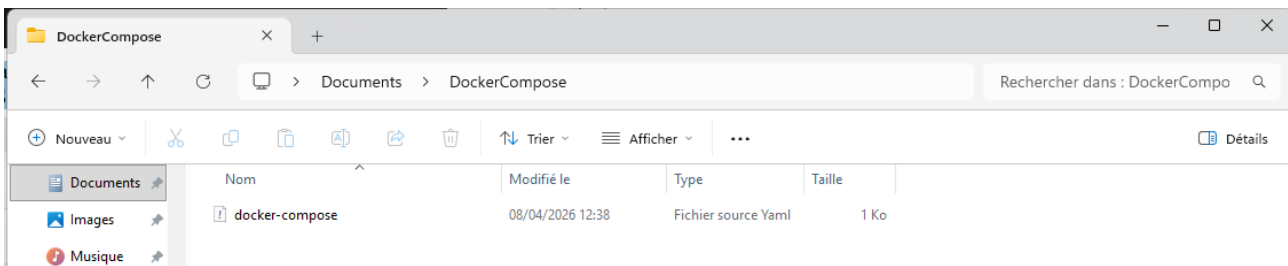 DockerCompose
Documents > DockerCompose
Rechercher dans : DockerCompo
Nouveau
Trier
Afficher
Détails
Documents
Nom
Modifié le
Type
Taille
docker-compose
08/04/2026 12:38
Fichier source Yaml
1 Ko
Images
Musique